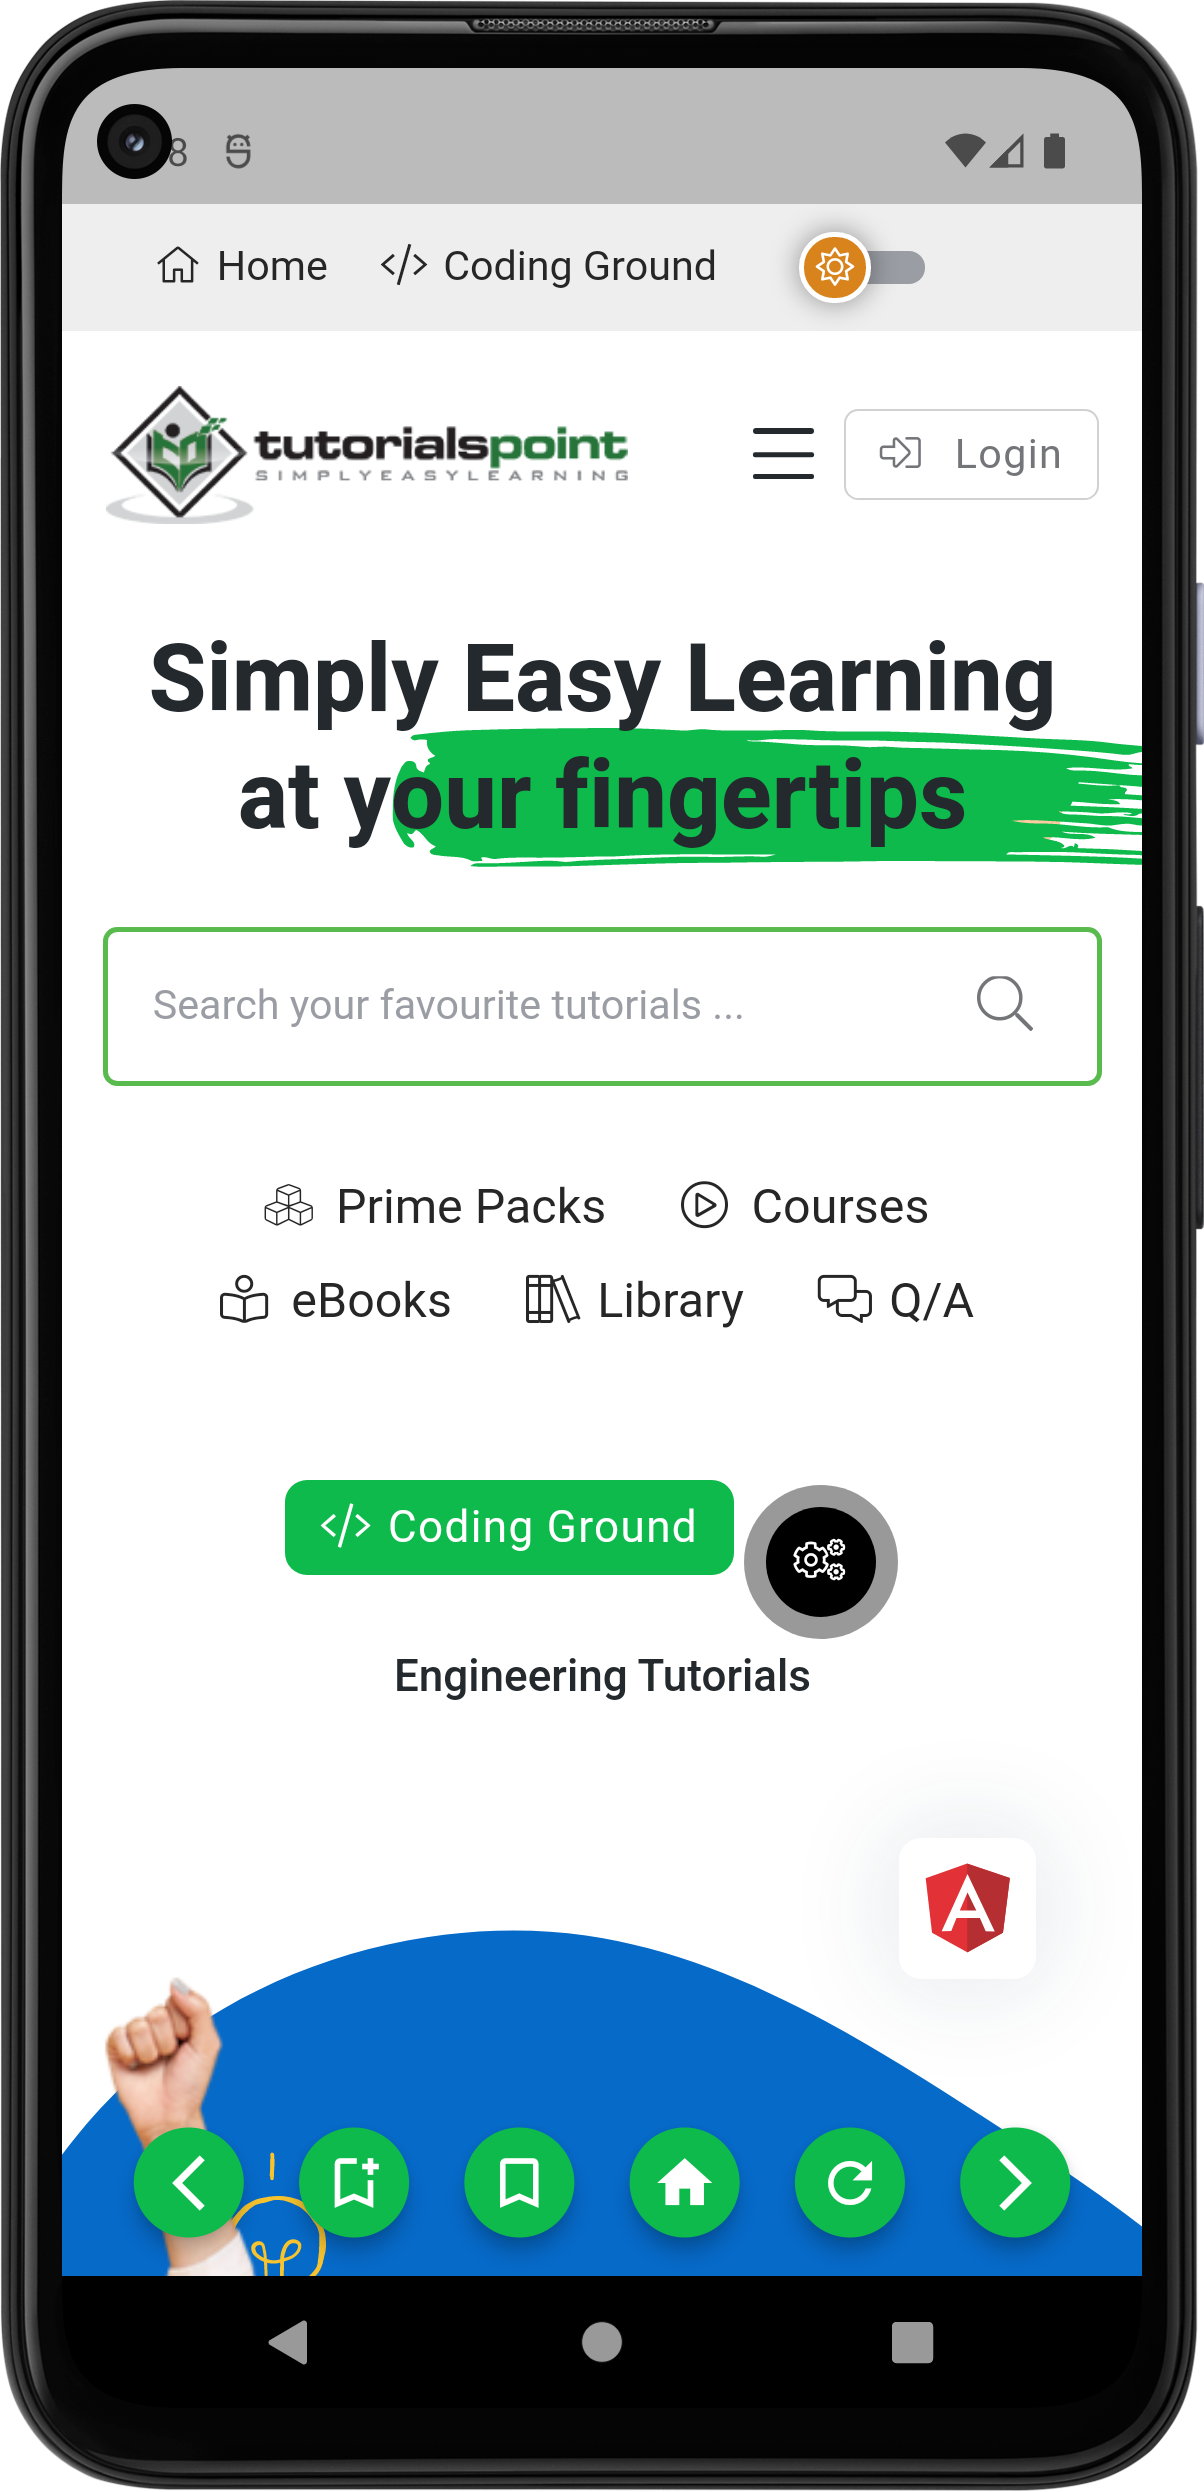 8
Home </> Coding Ground
tutorialspoint
SIMPLYEASYLEARNING
Login
Simply Easy Learning
at your fingertips
Search your favourite tutorials ...
Prime Packs Courses
eBooks Library Q/A
</> Coding Ground
Engineering Tutorials
A